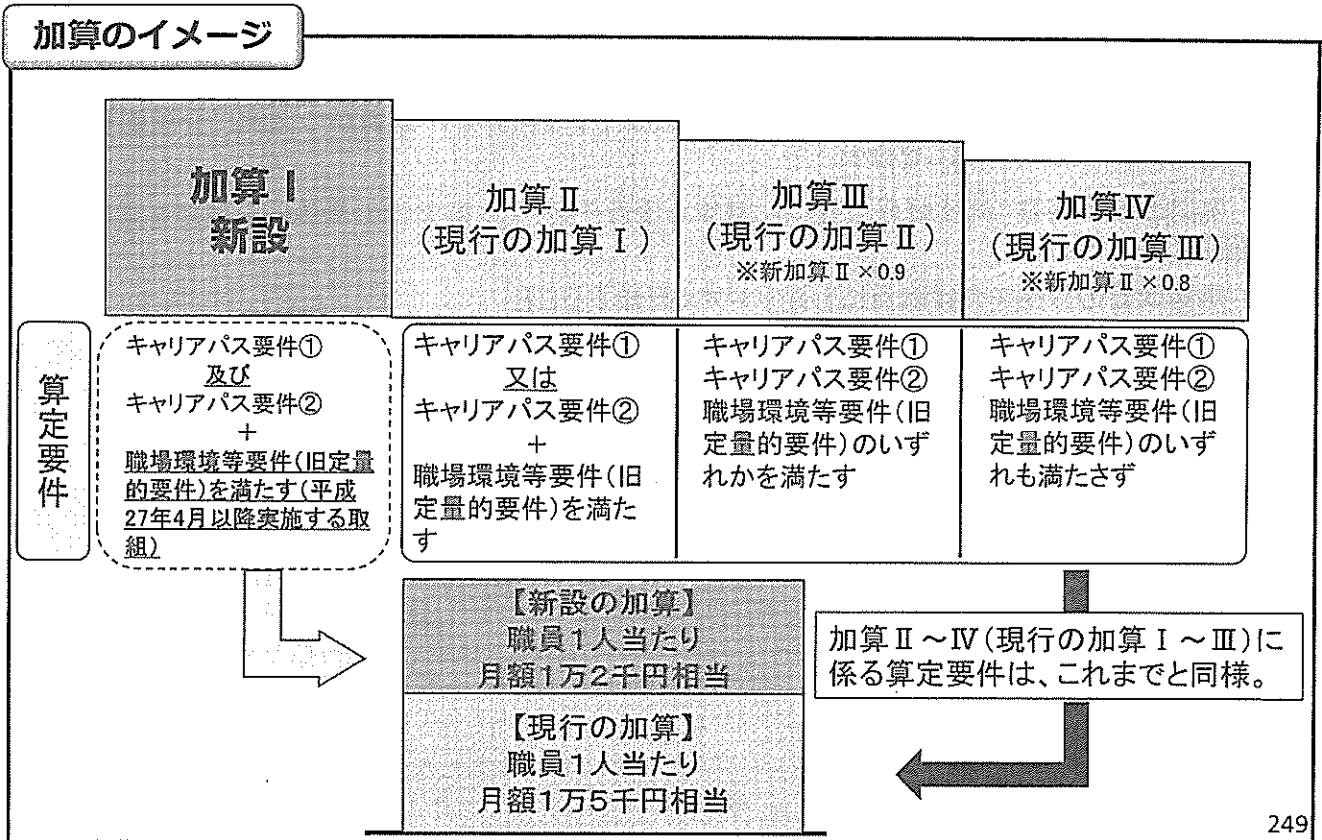 加算のイメージ
加算Ⅰ
新設
加算Ⅱ
(現行の加算Ⅰ)
加算Ⅲ
(現行の加算Ⅱ)
※新加算Ⅱ×0.9
加算Ⅳ
(現行の加算Ⅲ)
※新加算Ⅱ×0.8
算定要件
キャリアパス要件①
及び
キャリアパス要件②
+
職場環境等要件(旧定量
的要件)を満たす(平成
27年4月以降実施する取
組)
キャリアパス要件①
又は
キャリアパス要件②
+
職場環境等要件(旧
定量的要件)を満た
す
キャリアパス要件①
キャリアパス要件②
職場環境等要件(旧
定量的要件)のいず
れかを満たす
キャリアパス要件①
キャリアパス要件②
職場環境等要件(旧
定量的要件)のいず
れも満たさず
【新設の加算】
職員1人当たり
月額1万2千円相当
加算Ⅱ~Ⅳ(現行の加算Ⅰ~Ⅲ)に
係る算定要件は、これまでと同様。
【現行の加算】
職員1人当たり
月額1万5千円相当
249